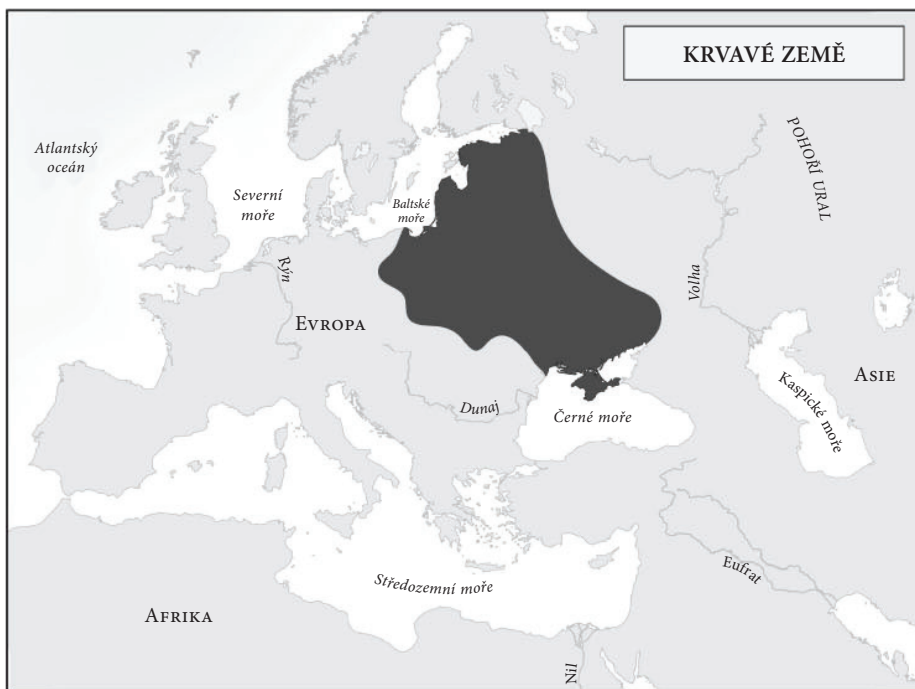 KRVAVÉ ZEMĚ
Atlantský
oceán
Severní
moře
Baltské
moře
POHOŘÍ URAL
Rýn
Volha
EVROPA
ASIE
Kaspické moře
Dunaj
Černé moře
Eufrat
Středozemní moře
AFRIKA
Nil